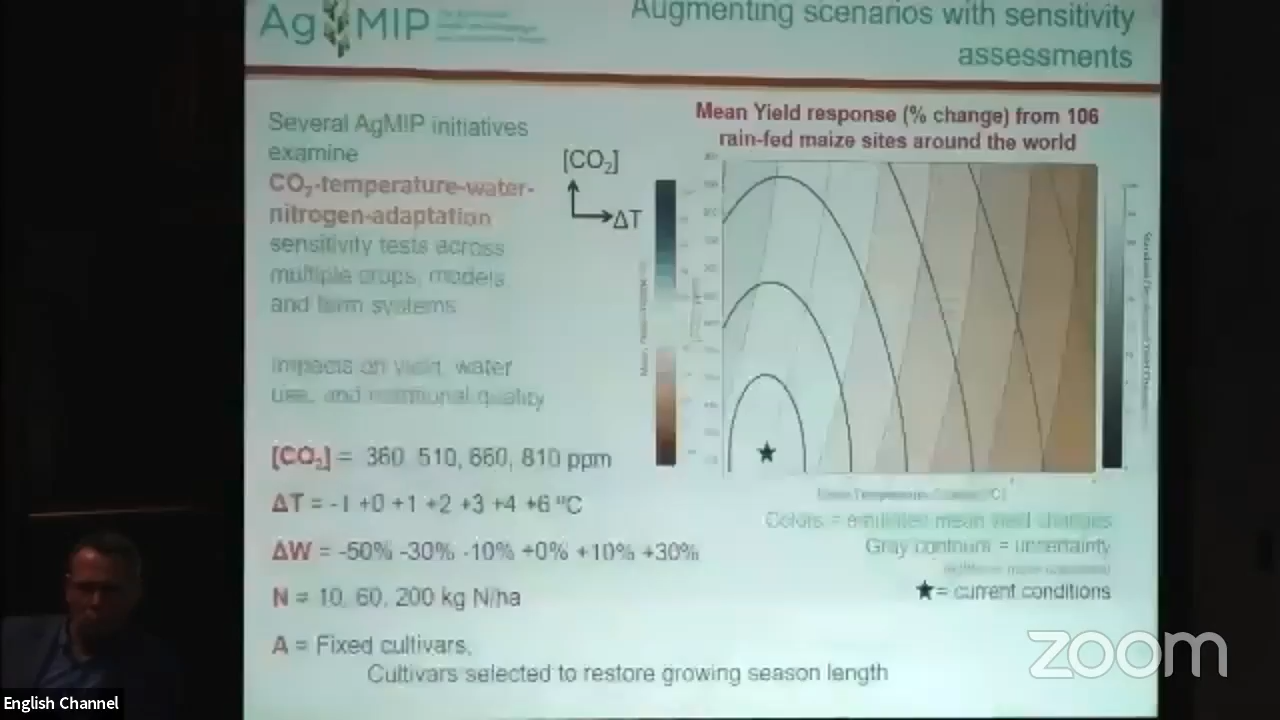 AgMIP
Augmenting scenarios with sensitivity
assessments
Several AgMIP initiatives
examine
CO₂-temperature-water-
nitrogen-adaptation
sensitivity tests across
multiple crops, models
and farm systems
Impacts on yield, water
use, and nutritional quality
[CO₂] = 360, 510, 660, 810 ppm
ΔT = -1 +0 +1 +2 +3 +4 +6 ºC
ΔW = -50% -30% -10% +0% +10% +30%
N = 10, 60, 200 kg N/ha
A = Fixed cultivars,
Cultivars selected to restore growing season length
[CO₂]
ΔT
Mean Yield response (% change) from 106
rain-fed maize sites around the world
Colors = emulated mean yield changes
Gray contours = uncertainty
★ = current conditions
zoom
English Channel